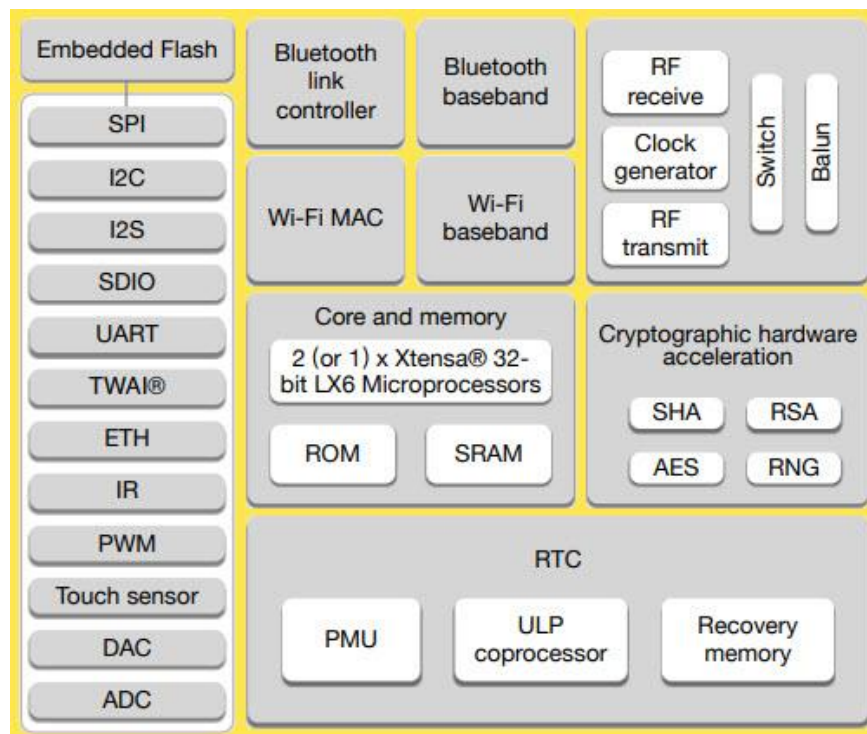 Embedded Flash
SPI
I2C
I2S
SDIO
UART
TWAI®
ETH
IR
PWM
Touch sensor
DAC
ADC
Bluetooth
link
controller
Bluetooth
baseband
Wi-Fi MAC
Wi-Fi
baseband
RF
receive
Clock
generator
RF
transmit
Switch
Balun
Core and memory
2 (or 1) x Xtensa® 32-
bit LX6 Microprocessors
ROM
SRAM
Cryptographic hardware
acceleration
SHA
RSA
AES
RNG
RTC
PMU
ULP
coprocessor
Recovery
memory